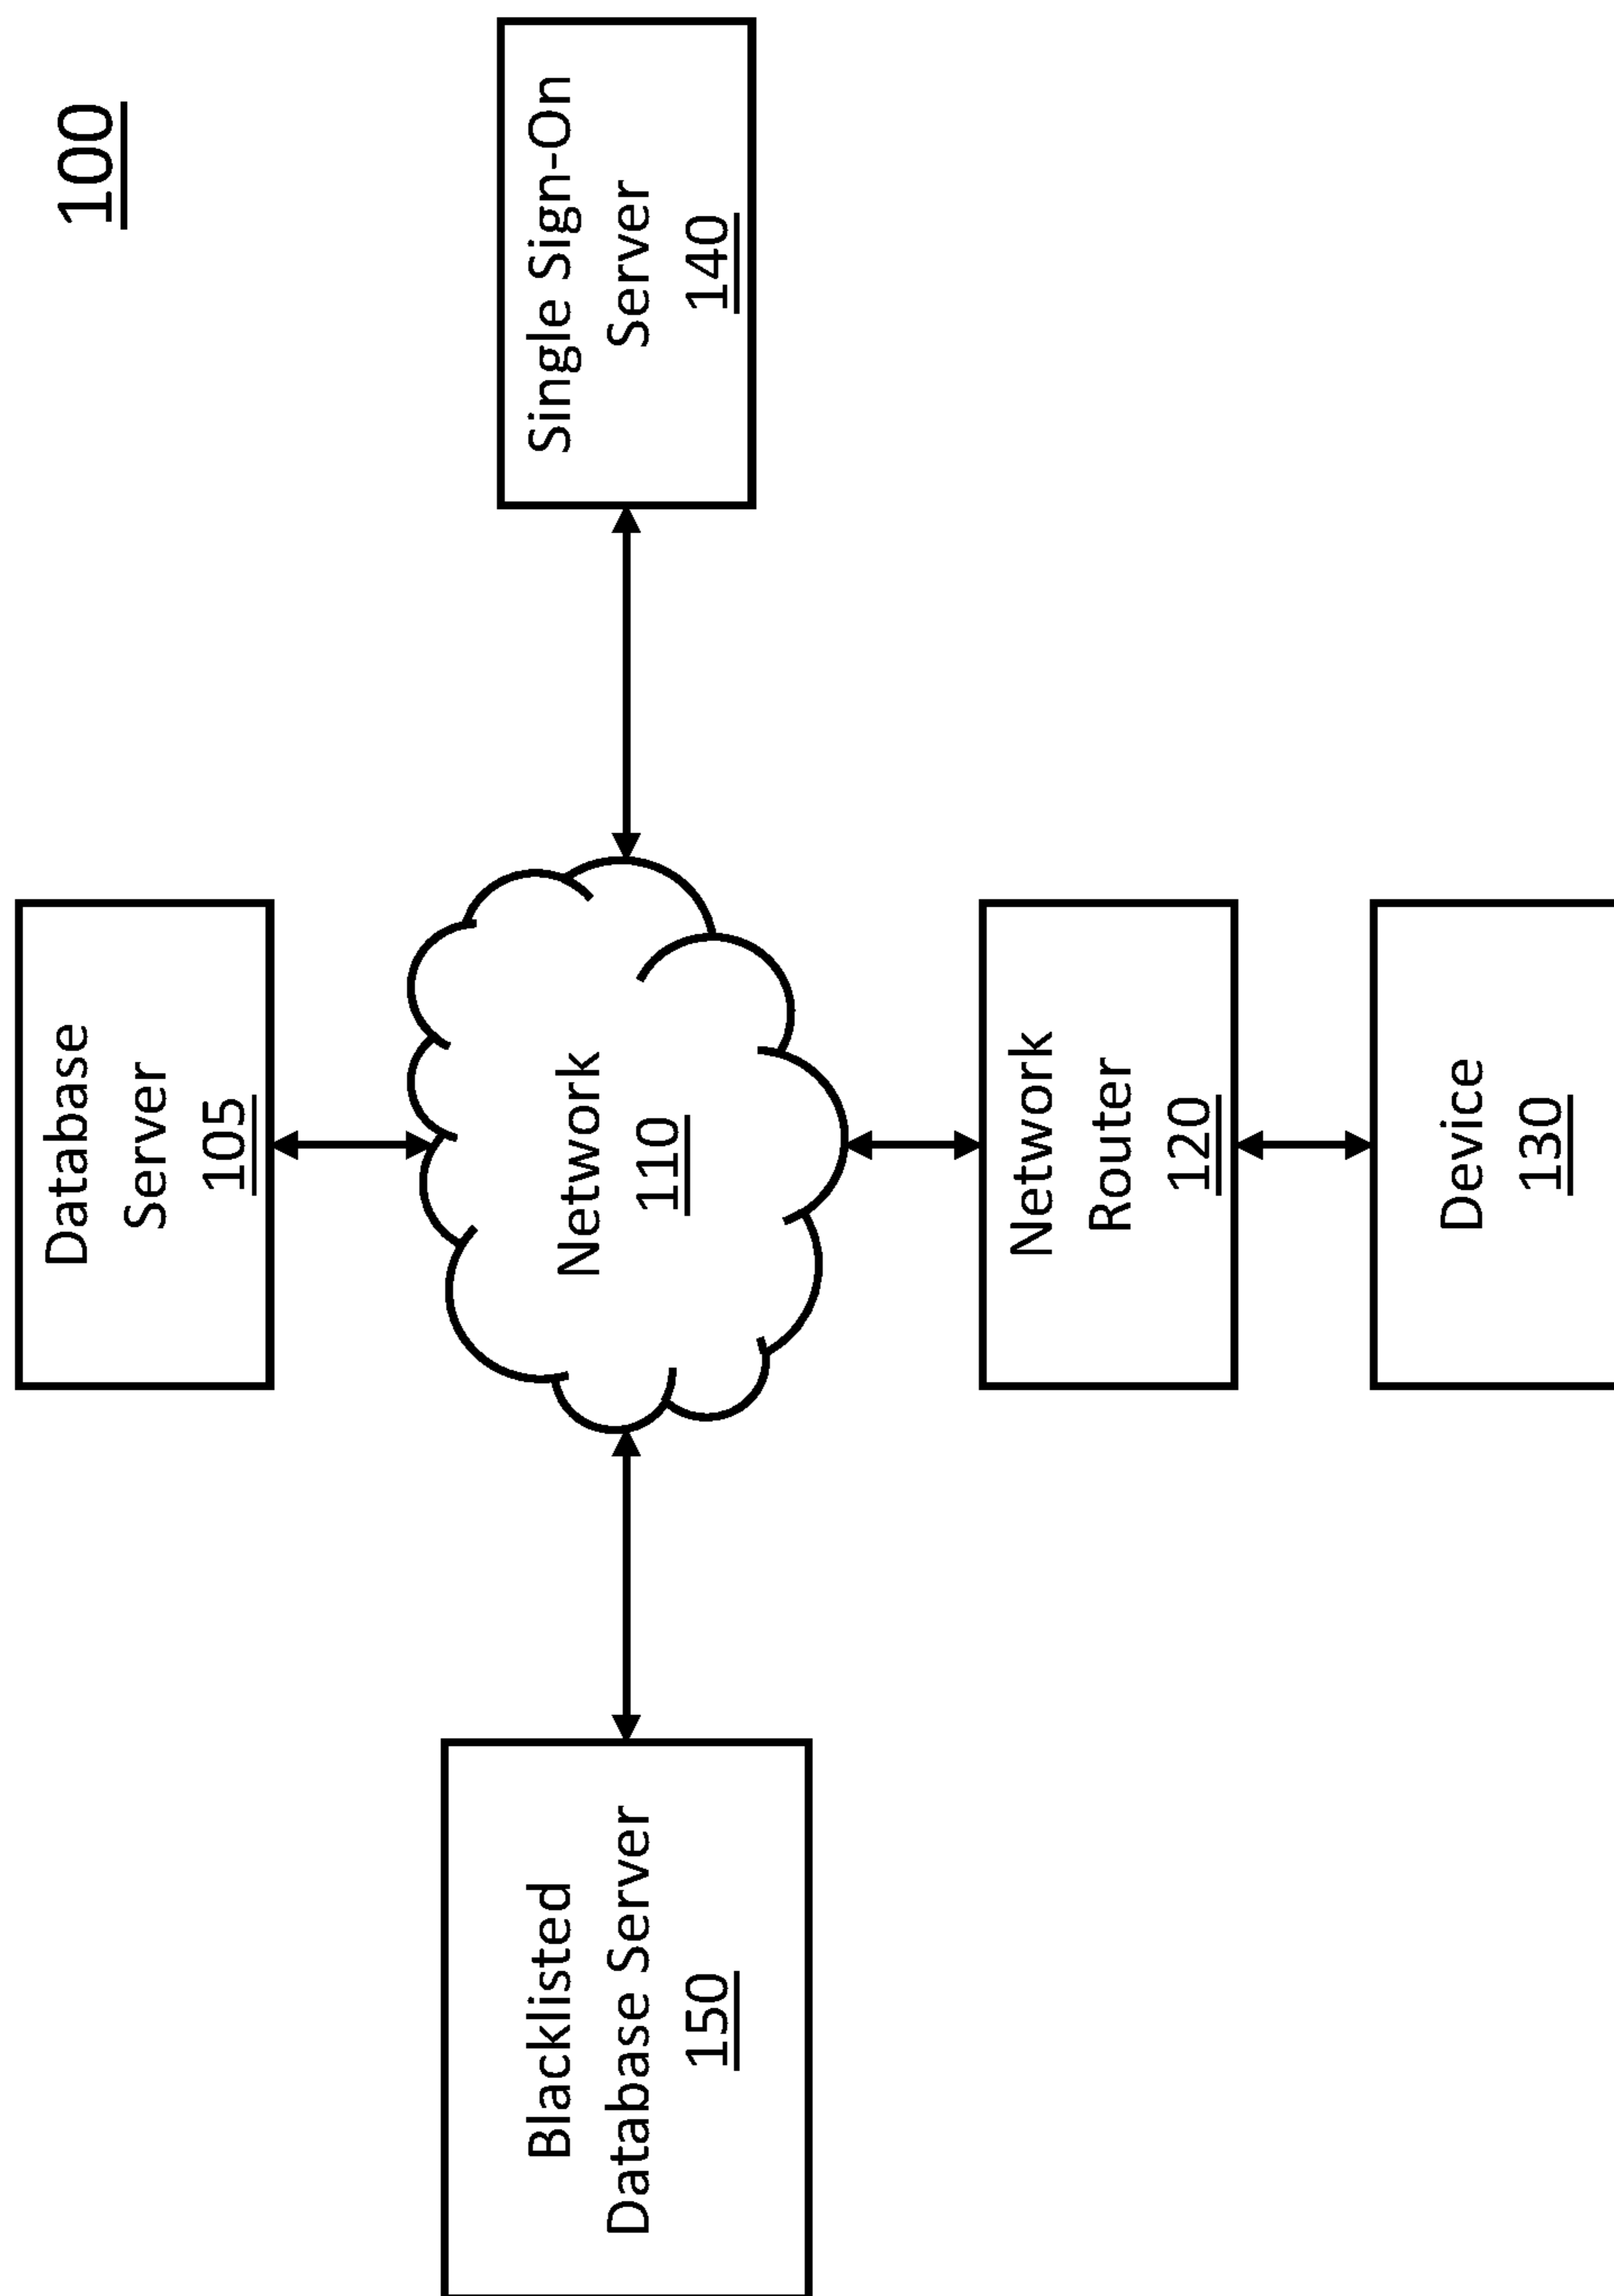 100
Database
Server
105
Blacklisted
Database Server
150
Network
110
Single Sign-On
Server
140
Network
Router
120
Device
130